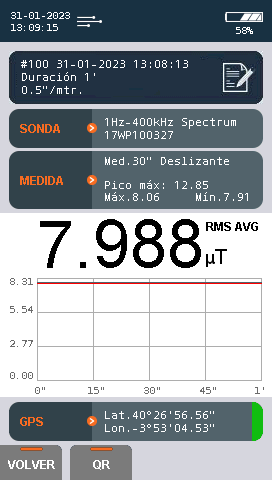 31-01-2023
13:09:15
58%
#100 31-01-2023 13:08:13
Duración 1'
0.5"/mtr.
SONDA
1Hz-400kHz Spectrum
17WP100327
MEDIDA
Med.30" Deslizante
Pico máx: 12.85
Máx.8.06 Mín.7.91
7.988 RMS AVG
µT
8.31
5.54
2.77
0.00
0" 15" 30" 45" 1'
GPS
Lat.40°26'56.56"
Lon.-3°53'04.53"
VOLVER QR